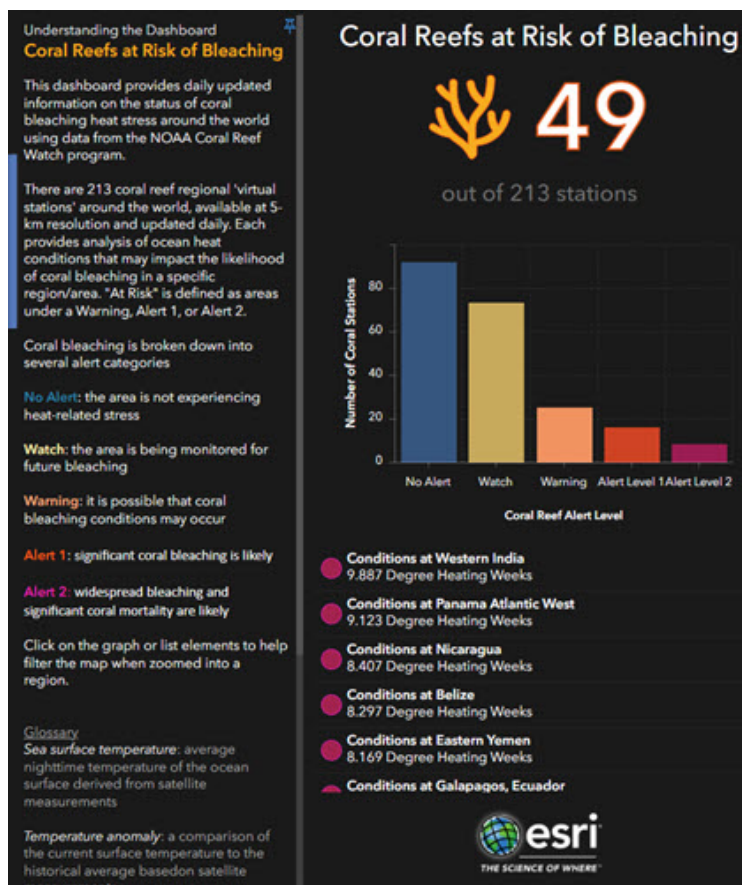 Understanding the Dashboard
Coral Reefs at Risk of Bleaching
This dashboard provides daily updated
information on the status of coral
bleaching heat stress around the world
using data from the NOAA Coral Reef
Watch program.
There are 213 coral reef regional 'virtual
stations' around the world, available at 5-
km resolution and updated daily. Each
provides analysis of ocean heat
conditions that may impact the likelihood
of coral bleaching in a specific
region/area. "At Risk" is defined as areas
under a Warning, Alert 1, or Alert 2.
Coral bleaching is broken down into
several alert categories
No Alert: the area is not experiencing
heat-related stress
Watch: the area is being monitored for
future bleaching
Warning: it is possible that coral
bleaching conditions may occur
Alert 1: significant coral bleaching is likely
Alert 2: widespread bleaching and
significant coral mortality are likely
Click on the graph or list elements to help
filter the map when zoomed into a
region.
Glossary
Sea surface temperature: average
nighttime temperature of the ocean
surface derived from satellite
measurements
Temperature anomaly: a comparison of
the current surface temperature to the
historical average basedon satellite
Coral Reefs at Risk of Bleaching
49
out of 213 stations
Number of Coral Stations
80
60
40
20
0
No Alert Watch Warning Alert Level 1 Alert Level 2
Coral Reef Alert Level
Conditions at Western India
9.887 Degree Heating Weeks
Conditions at Panama Atlantic West
9.123 Degree Heating Weeks
Conditions at Nicaragua
8.407 Degree Heating Weeks
Conditions at Belize
8.297 Degree Heating Weeks
Conditions at Eastern Yemen
8.169 Degree Heating Weeks
Conditions at Galapagos, Ecuador
esri
THE SCIENCE OF WHERE